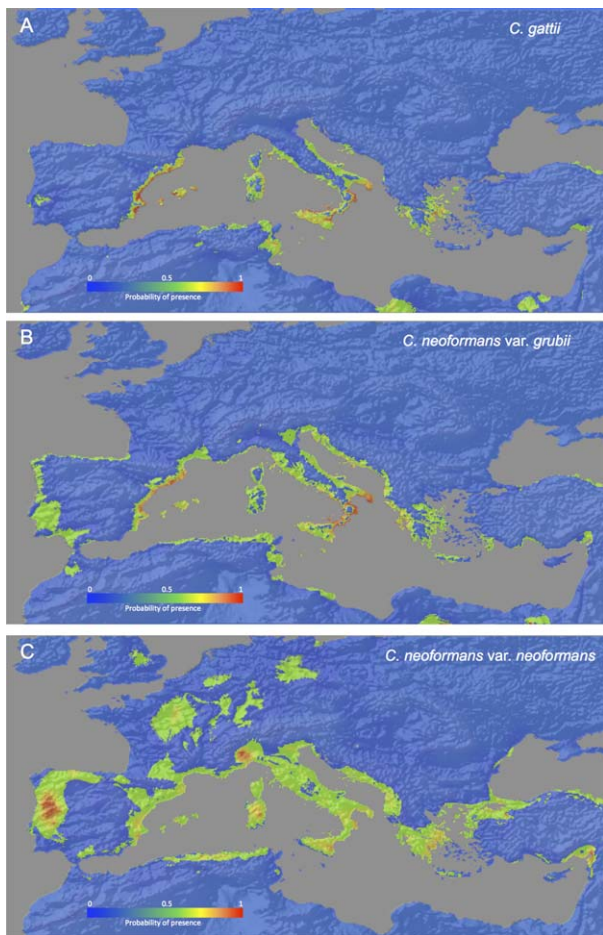 A
C. gattii
0 0.5 1
Probability of presence
B
C. neoformans var. grubii
0 0.5 1
Probability of presence
C
C. neoformans var. neoformans
0 0.5 1
Probability of presence